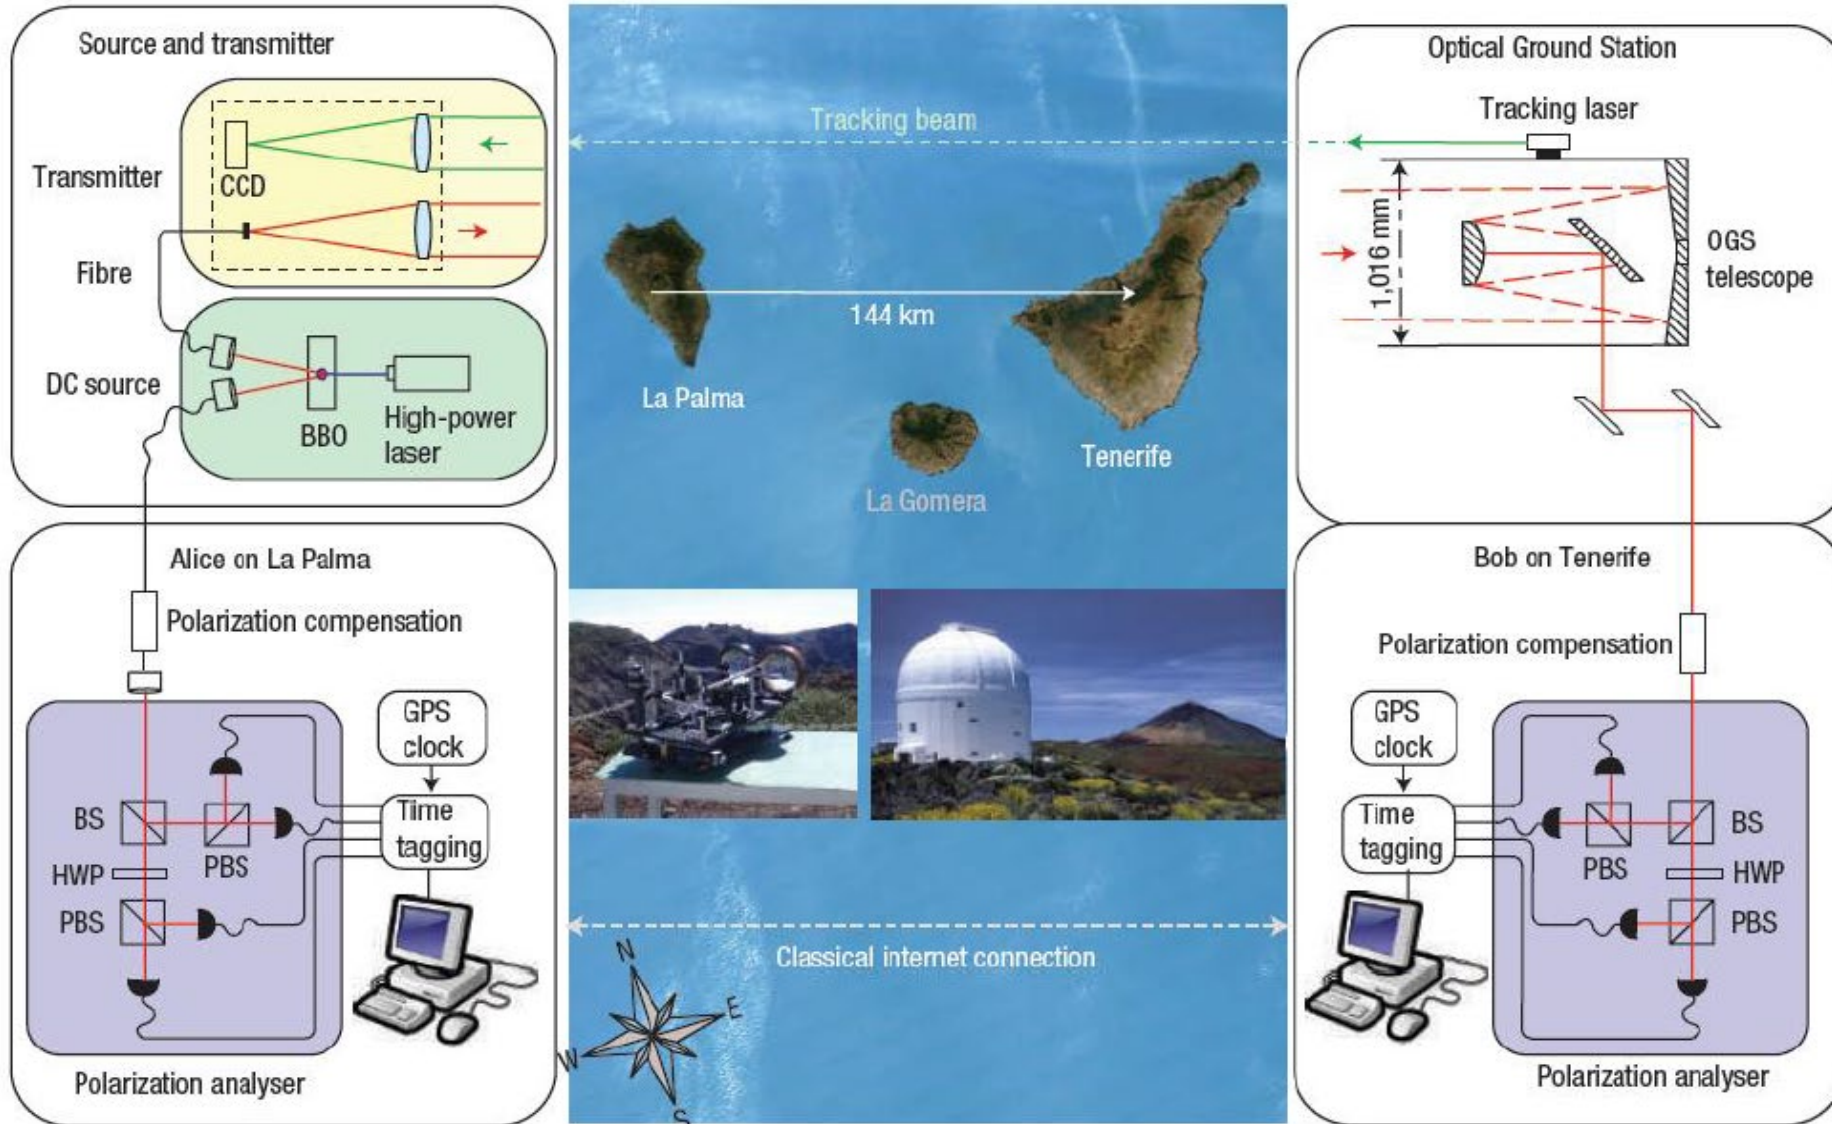 Source and transmitter
Transmitter
CCD
Fibre
DC source
BBO
High-power
laser
Alice on La Palma
Polarization compensation
GPS
clock
BS
PBS
Time
tagging
HWP
PBS
Polarization analyser
Tracking beam
144 km
La Palma
Tenerife
La Gomera
Classical internet connection
N
E
W
S
Optical Ground Station
Tracking laser
1,016 mm
OGS
telescope
Bob on Tenerife
Polarization compensation
GPS
clock
Time
tagging
BS
PBS
HWP
PBS
Polarization analyser